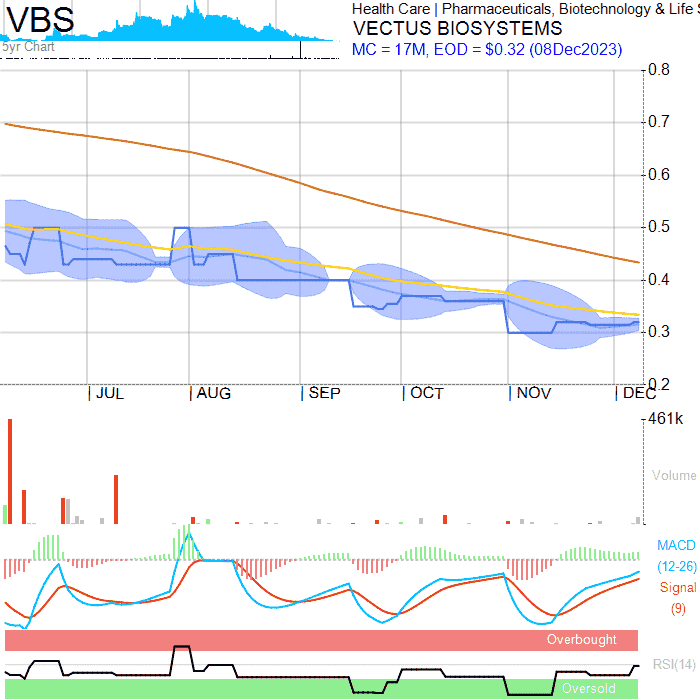 VBS
5yr Chart
Health Care | Pharmaceuticals, Biotechnology & Life S
VECTUS BIOSYSTEMS
MC = 17M, EOD = $0.32 (08Dec2023)
0.8
0.7
0.6
0.5
0.4
0.3
0.2
| JUL | AUG | SEP | OCT | NOV | DEC
461k
Volume
MACD
(12-26)
Signal
(9)
Overbought
RSI(14)
Oversold